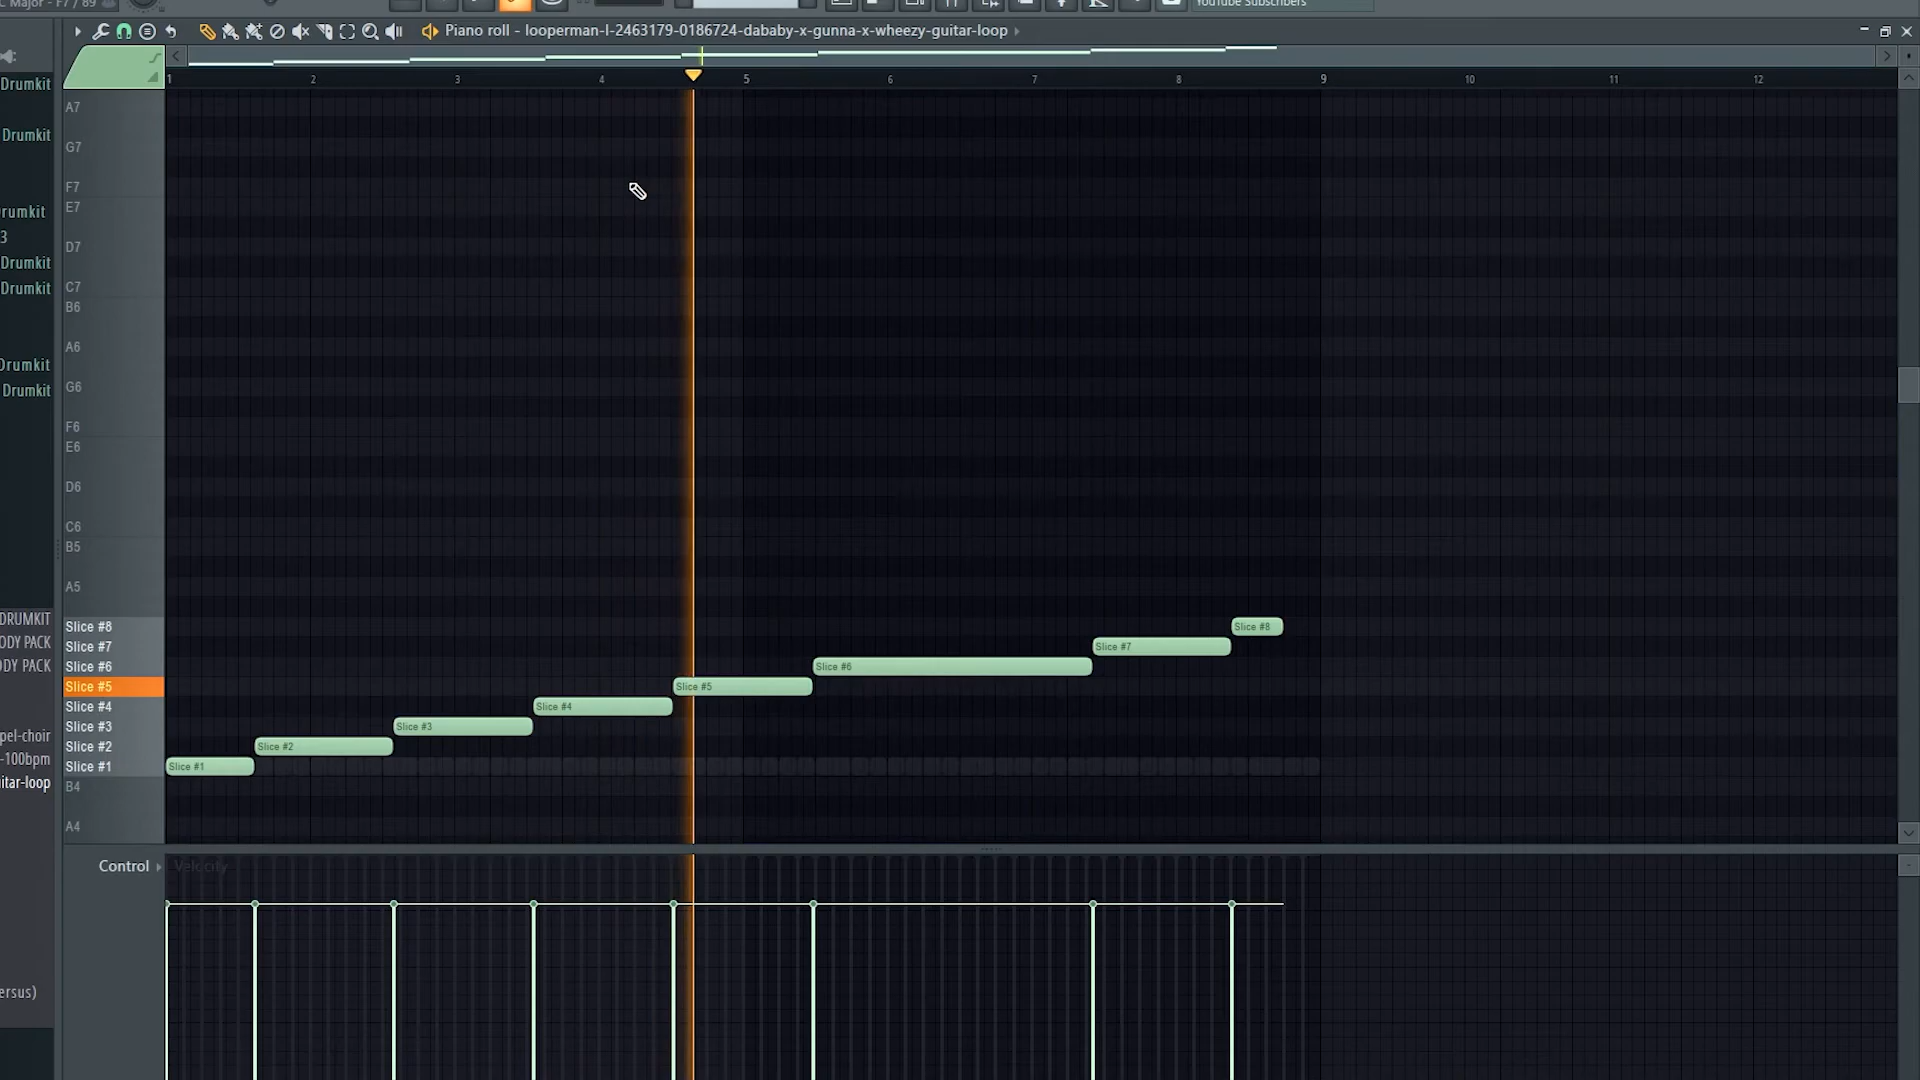 C Major - F7 / 89
YouTube Subscribers
Piano roll - looperman-l-2463179-0186724-dababy-x-gunna-x-wheezy-guitar-loop
1 2 3 4 5 6 7 8 9 10 11 12
A7
G7
F7
E7
D7
C7
B6
A6
G6
F6
E6
D6
C6
B5
A5
Slice #8
Slice #7
Slice #6
Slice #5
Slice #4
Slice #3
Slice #2
Slice #1
B4
A4
Slice #8
Slice #7
Slice #6
Slice #5
Slice #4
Slice #3
Slice #2
Slice #1
Control
Velocity
Drumkit
Drumkit
rumkit
3
Drumkit
Drumkit
Drumkit
Drumkit
DRUMKIT
ODY PACK
ODY PACK
pel-choir
-100bpm
itar-loop
ersus)